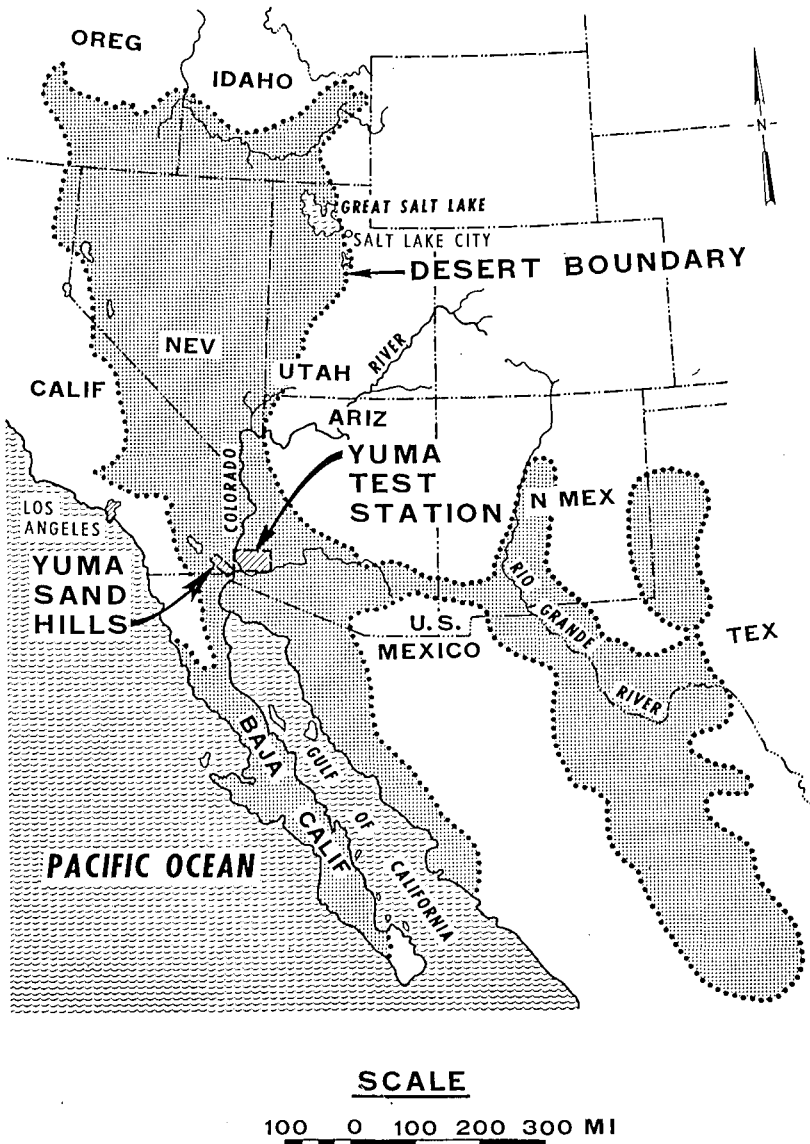 OREG
IDAHO
N
GREAT SALT LAKE
SALT LAKE CITY
DESERT BOUNDARY
NEV
UTAH
RIVER
CALIF
ARIZ
COLORADO
YUMA
TEST
STATION
N MEX
LOS
ANGELES
YUMA
SAND
HILLS
RIO GRANDE
RIVER
U.S.
MEXICO
TEX
BAJA
CALIF
GULF
OF
CALIFORNIA
PACIFIC OCEAN
SCALE
100 0 100 200 300 MI